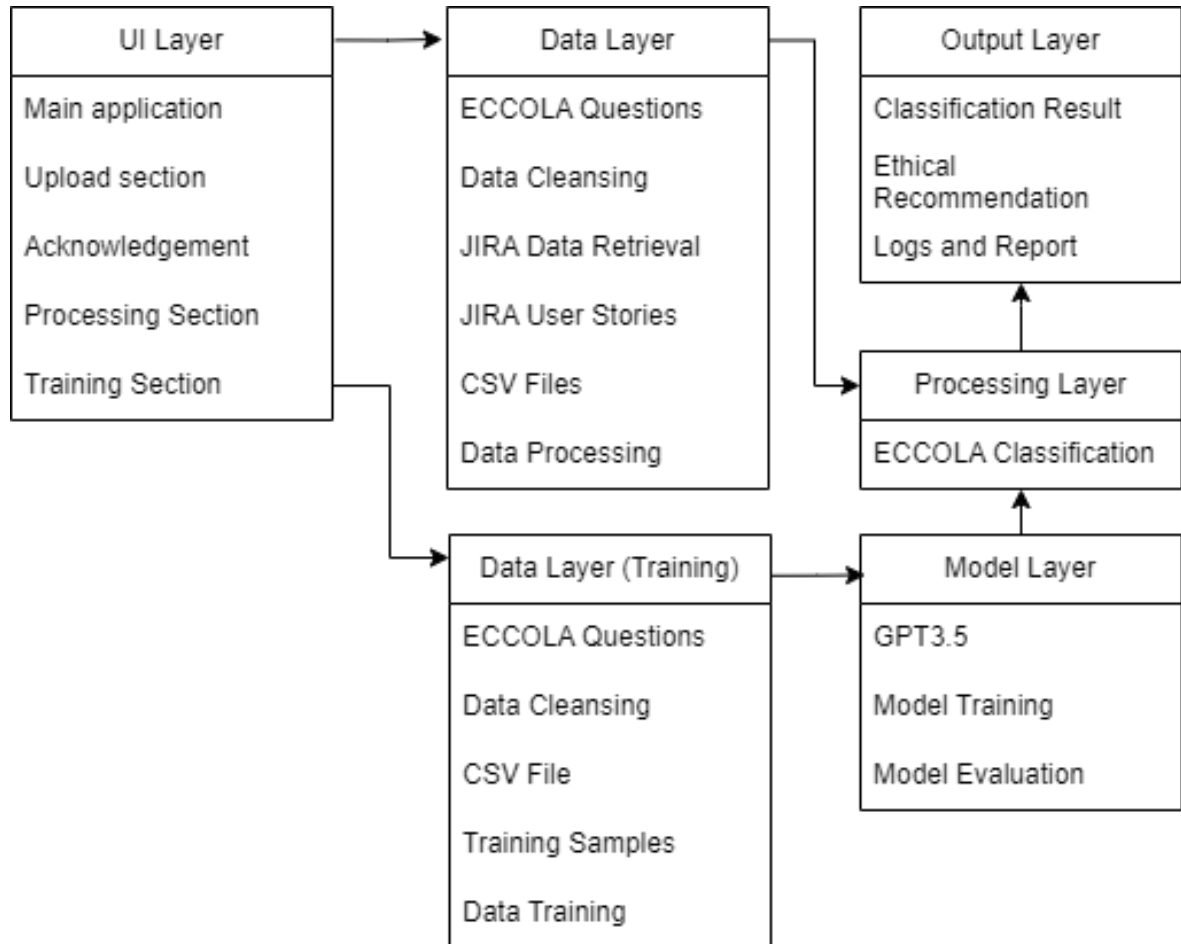 UI Layer
Main application
Upload section
Acknowledgement
Processing Section
Training Section
Data Layer
ECCOLA Questions
Data Cleansing
JIRA Data Retrieval
JIRA User Stories
CSV Files
Data Processing
Output Layer
Classification Result
Ethical
Recommendation
Logs and Report
Processing Layer
ECCOLA Classification
Data Layer (Training)
ECCOLA Questions
Data Cleansing
CSV File
Training Samples
Data Training
Model Layer
GPT3.5
Model Training
Model Evaluation